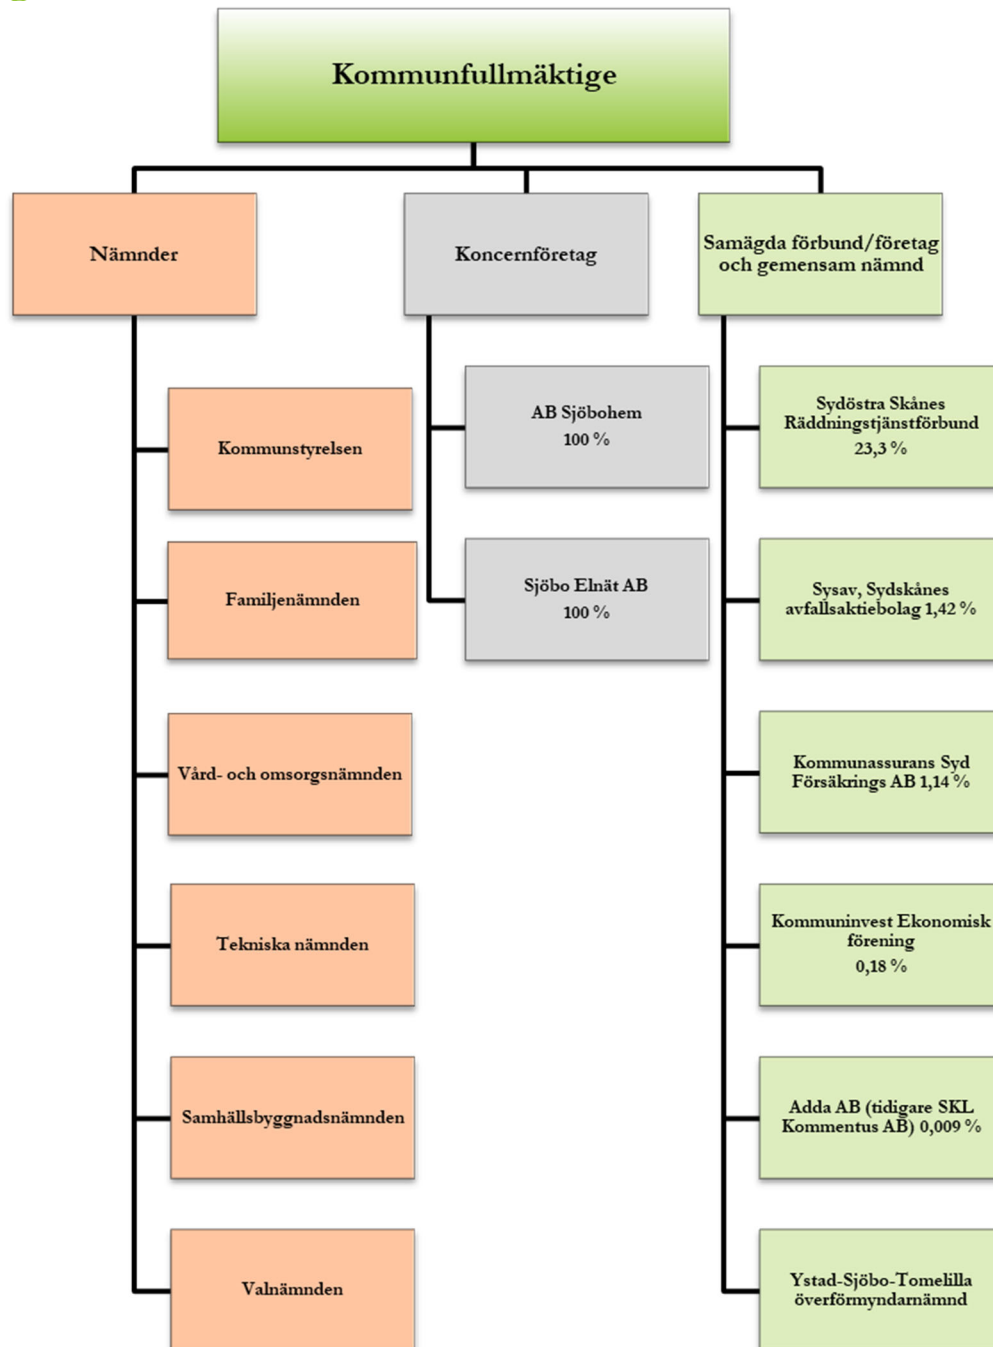 Kommunfullmäktige
Nämnder
Kommunstyrelsen
Familjenämnden
Vård- och omsorgsnämnden
Tekniska nämnden
Samhällsbyggnadsnämnden
Valnämnden
Koncernföretag
AB Sjöbohem
100 %
Sjöbo Elnät AB
100 %
Samägda förbund/företag
och gemensam nämnd
Sydöstra Skånes
Räddningstjänstförbund
23,3 %
Sysav, Sydskånes
avfallsaktiebolag 1,42 %
Kommunassurans Syd
Försäkrings AB 1,14 %
Kommuninvest Ekonomisk
förening
0,18 %
Adda AB (tidigare SKL
Kommentus AB) 0,009 %
Ystad-Sjöbo-Tomelilla
överförmyndarnämnd